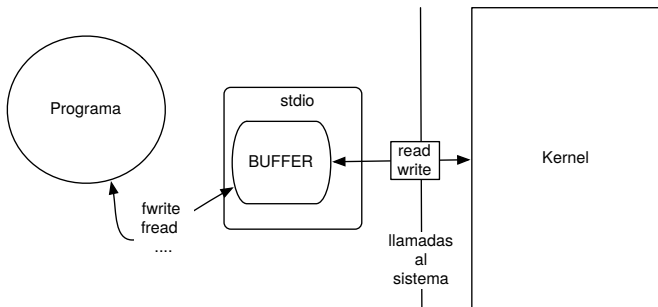 Programa
fwrite
fread
....
stdio
BUFFER
read
write
llamadas
al
sistema
Kernel